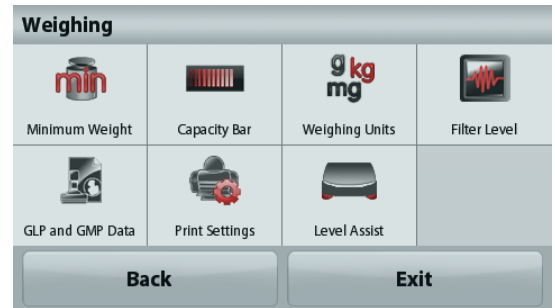 Weighing
min
g kg
mg
Minimum Weight
Capacity Bar
Weighing Units
Filter Level
GLP and GMP Data
Print Settings
Level Assist
Back
Exit